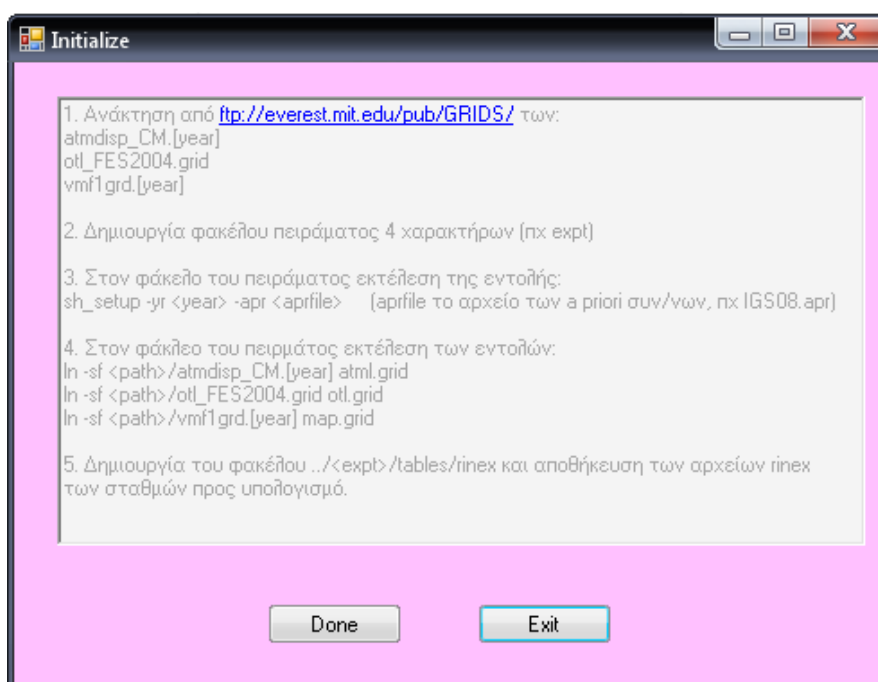 Initialize
1. Ανάκτηση από ftp://everest.mit.edu/pub/GRIDS/ των:
atmdisp_CM.[year]
otl_FES2004.grid
vmf1grd.[year]
2. Δημιουργία φακέλου πειράματος 4 χαρακτήρων (πχ expt)
3. Στον φάκελο του πειράματος εκτέλεση της εντολής:
sh_setup -yr <year> -apr <aprfile> (aprfile το αρχείο των a priori συν/νων, πχ IGS08.apr)
4. Στον φάκλεο του πειρμάτος εκτέλεση των εντολών:
ln -sf <path>/atmdisp_CM.[year] atml.grid
ln -sf <path>/otl_FES2004.grid otl.grid
ln -sf <path>/vmf1grd.[year] map.grid
5. Δημιουργία του φακέλου ../<expt>/tables/rinex και αποθήκευση των αρχείων rinex
των σταθμών προς υπολογισμό.
Done
Exit